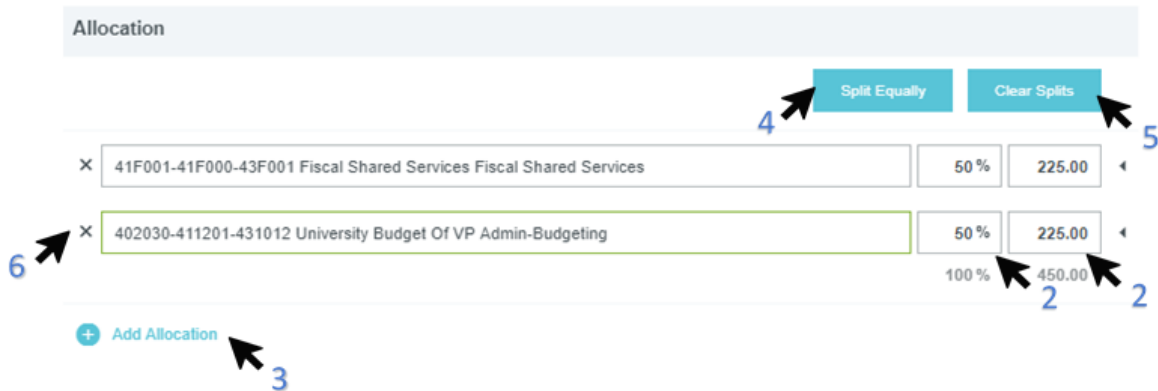 Allocation
Split Equally Clear Splits
4 5
× 41F001-41F000-43F001 Fiscal Shared Services Fiscal Shared Services 50 % 225.00
× 402030-411201-431012 University Budget Of VP Admin-Budgeting 50 % 225.00
6 100 % 450.00
2 2
+ Add Allocation
3